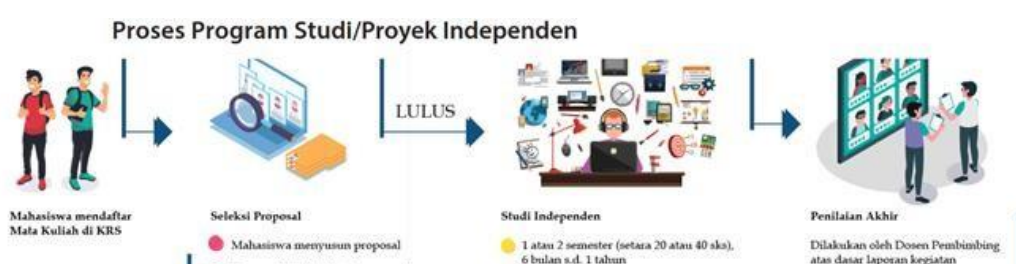 Proses Program Studi/Proyek Independen
LULUS
Mahasiswa mendaftar
Mata Kuliah di KRS
Seleksi Proposal
Mahasiswa menyusun proposal
Studi Independen
1 atau 2 semester (setara 20 atau 40 sks),
6 bulan s.d. 1 tahun
Penilaian Akhir
Dilakukan oleh Dosen Pembimbing
atas dasar laporan kegiatan